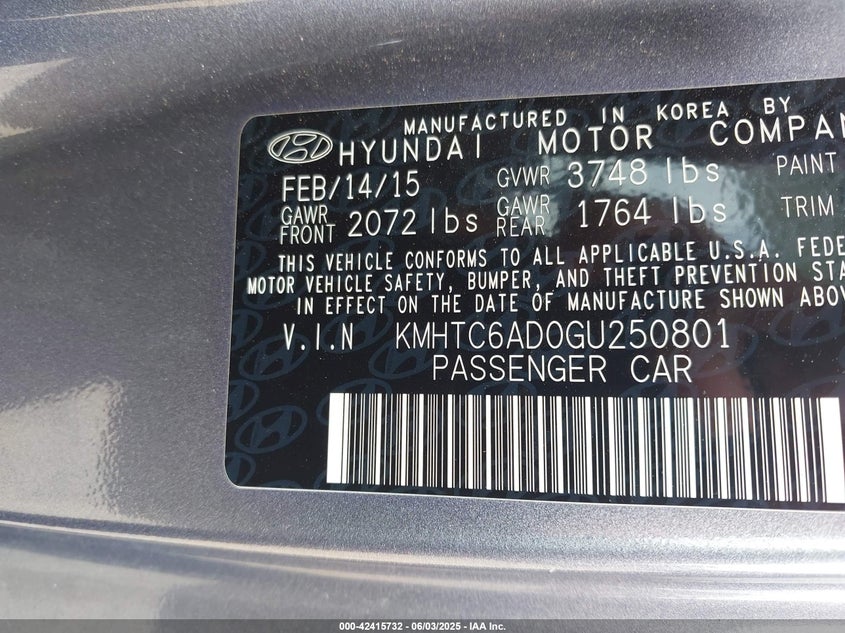 MANUFACTURED IN KOREA BY
HYUNDAI MOTOR COMPAN
FEB/14/15 GVWR 3748 lbs PAINT
GAWR FRONT 2072 lbs GAWR REAR 1764 lbs TRIM
THIS VEHICLE CONFORMS TO ALL APPLICABLE U.S.A. FEDE
MOTOR VEHICLE SAFETY, BUMPER, AND THEFT PREVENTION STA
IN EFFECT ON THE DATE OF MANUFACTURE SHOWN ABOV
V.I.N KMHTC6AD0GU250801
PASSENGER CAR
000-42415732 | 06/03/2025 - IAA Inc.